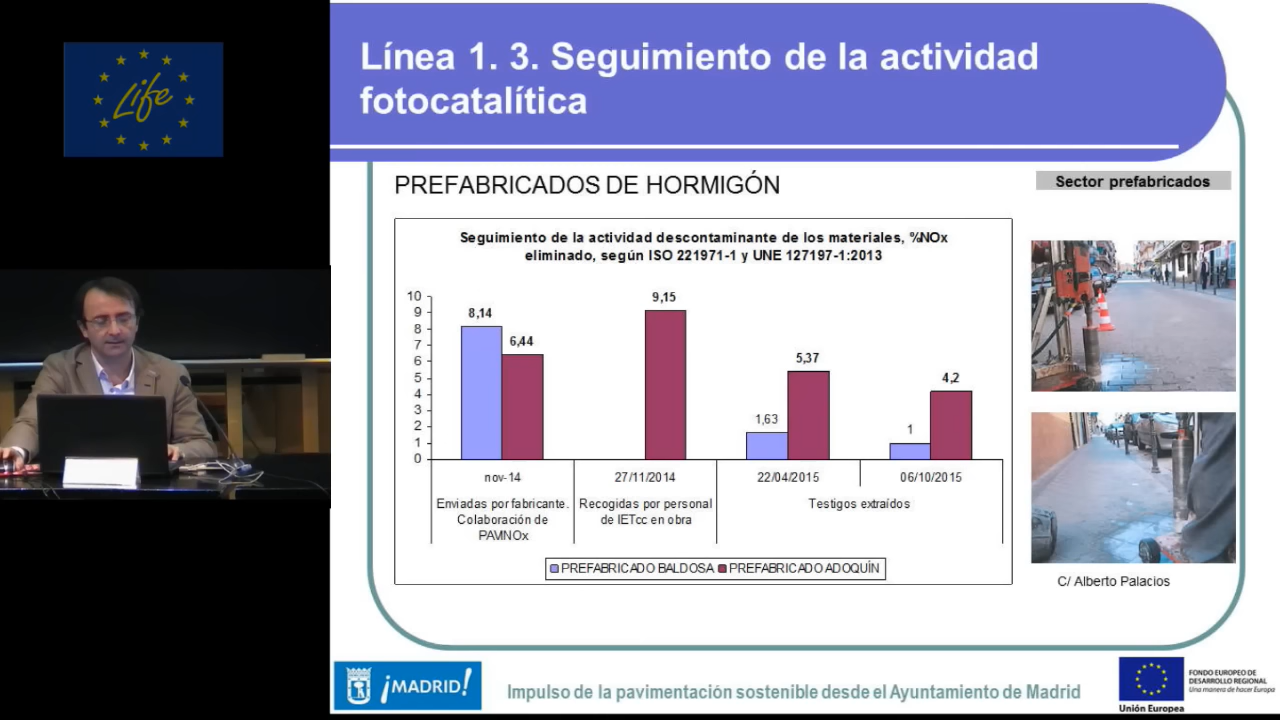 Life
Línea 1. 3. Seguimiento de la actividad
fotocatalítica
PREFABRICADOS DE HORMIGÓN
Sector prefabricados
Seguimiento de la actividad descontaminante de los materiales, %NOx
eliminado, según ISO 221971-1 y UNE 127197-1:2013
10
9
8
7
6
5
4
3
2
1
0
8,14
6,44
9,15
1,63
5,37
1
4,2
nov-14
27/11/2014
22/04/2015
06/10/2015
Enviadas por fabricante.
Colaboración de
PAVINOx
Recogidas por personal
de IETcc en obra
Testigos extraídos
PREFABRICADO BALDOSA PREFABRICADO ADOQUÍN
C/ Alberto Palacios
¡MADRID!
Impulso de la pavimentación sostenible desde el Ayuntamiento de Madrid
Unión Europea
FONDO EUROPEO DE
DESARROLLO REGIONAL
Una manera de hacer Europa